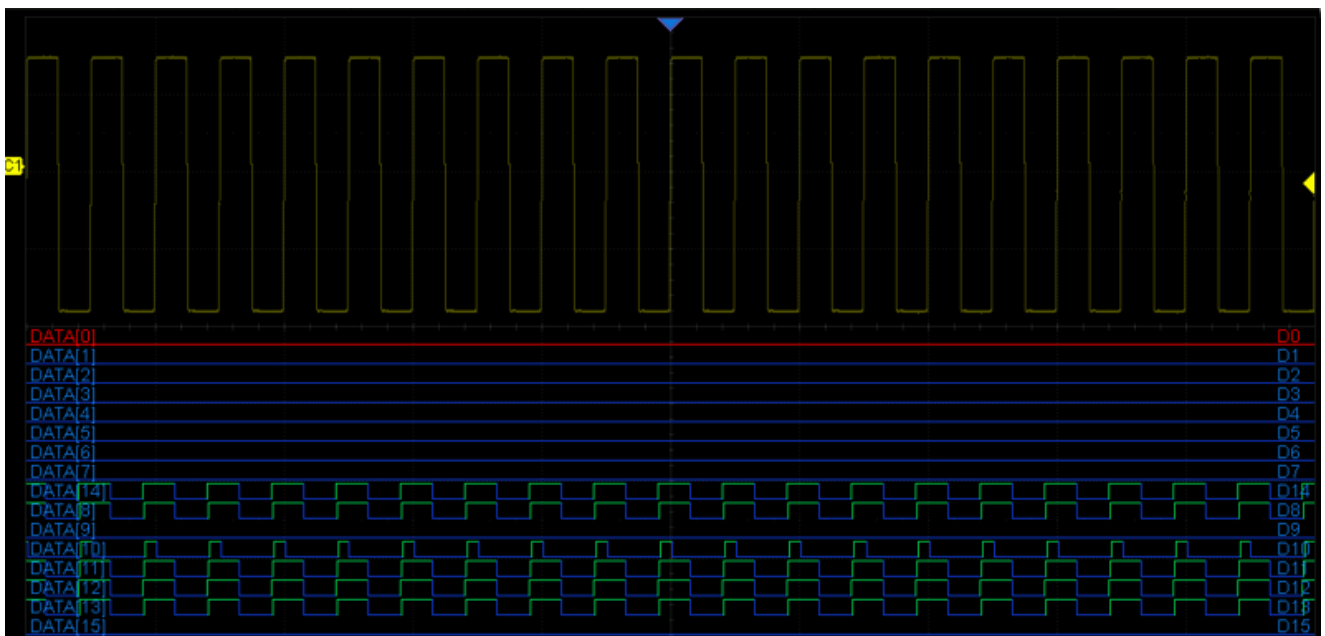 C1
DATA[0] D0
DATA[1] D1
DATA[2] D2
DATA[3] D3
DATA[4] D4
DATA[5] D5
DATA[6] D6
DATA[7] D7
DATA[14] D14
DATA[8] D8
DATA[9] D9
DATA[10] D10
DATA[11] D11
DATA[12] D12
DATA[13] D13
DATA[15] D15